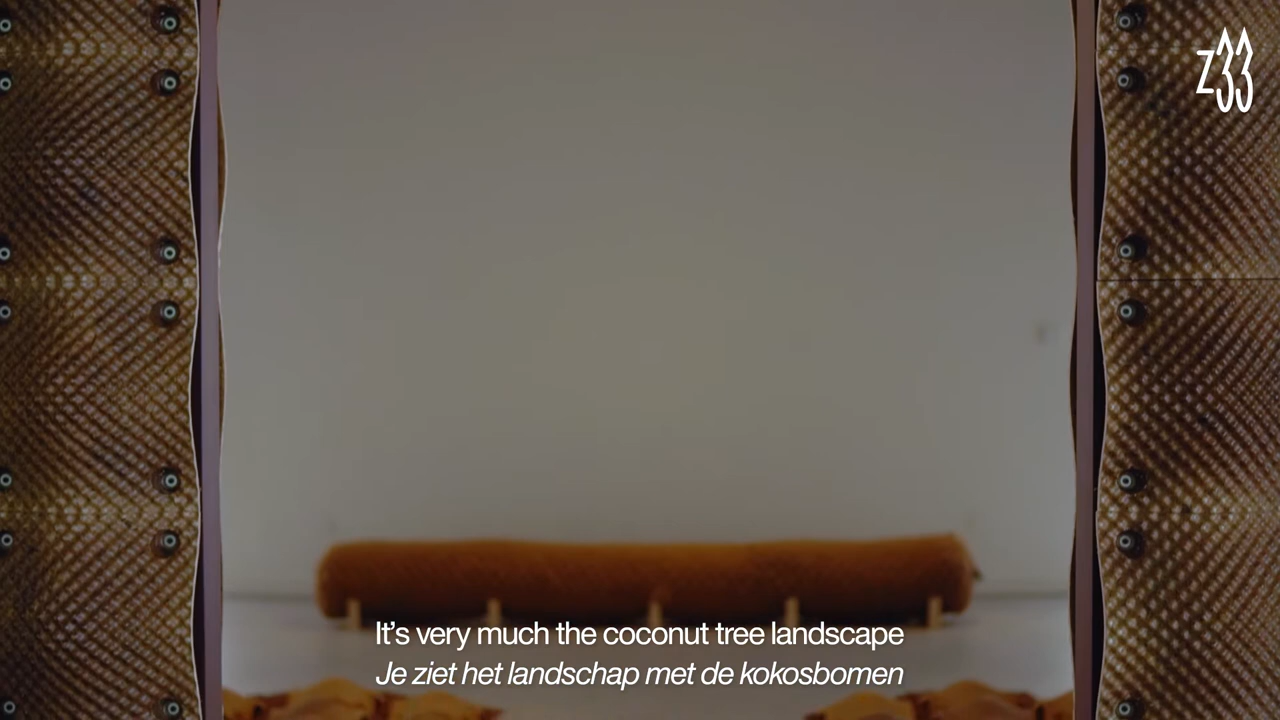 z33
It's very much the coconut tree landscape
Je ziet het landschap met de kokosbomen